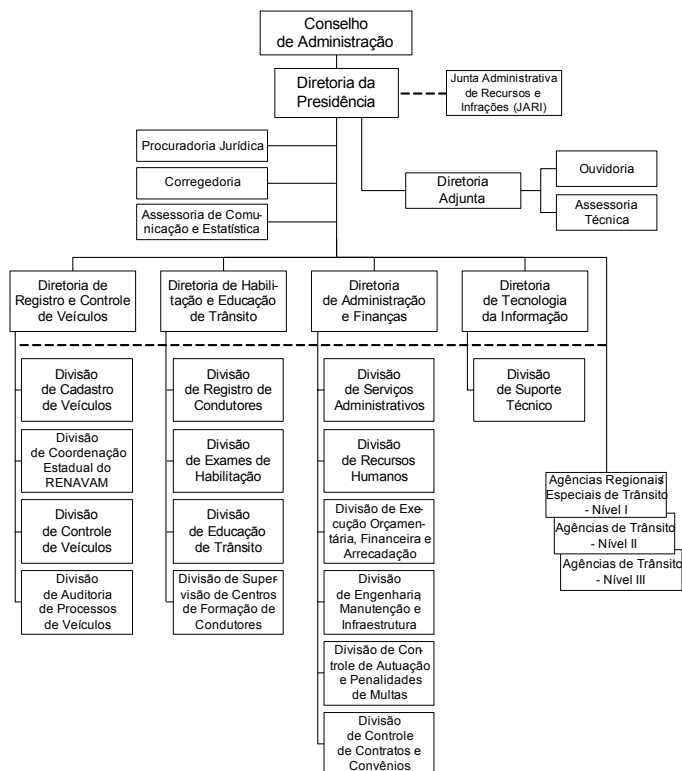 Conselho
de Administração
Diretoria da
Presidência
Junta Administrativa
de Recursos e
Infrações (JARI)
Procuradoria Jurídica
Corregedoria
Assessoria de Comu-
nicação e Estatística
Diretoria
Adjunta
Ouvidoria
Assessoria
Técnica
Diretoria de
Registro e Controle
de Veículos
Diretoria de Habili-
tação e Educação
de Trânsito
Diretoria
de Administração
e Finanças
Diretoria
de Tecnologia
da Informação
Divisão
de Cadastro
de Veículos
Divisão
de Coordenação
Estadual do
RENAVAM
Divisão
de Controle
de Veículos
Divisão
de Auditoria
de Processos
de Veículos
Divisão
de Registro de
Condutores
Divisão
de Exames de
Habilitação
Divisão
de Educação
de Trânsito
Divisão de Super-
visão de Centros
de Formação de
Condutores
Divisão
de Serviços
Administrativos
Divisão
de Recursos
Humanos
Divisão de Exe-
cução Orçamen-
tária, Financeira e
Arrecadação
Divisão
de Engenharia,
Manutenção e
Infraestrutura
Divisão de Con-
trole de Autuação
e Penalidades
de Multas
Divisão
de Controle
de Contratos e
Convênios
Divisão
de Suporte
Técnico
Agências Regionais/
Especiais de Trânsito
- Nível I
Agências de Trânsito
- Nível II
Agências de Trânsito
- Nível III